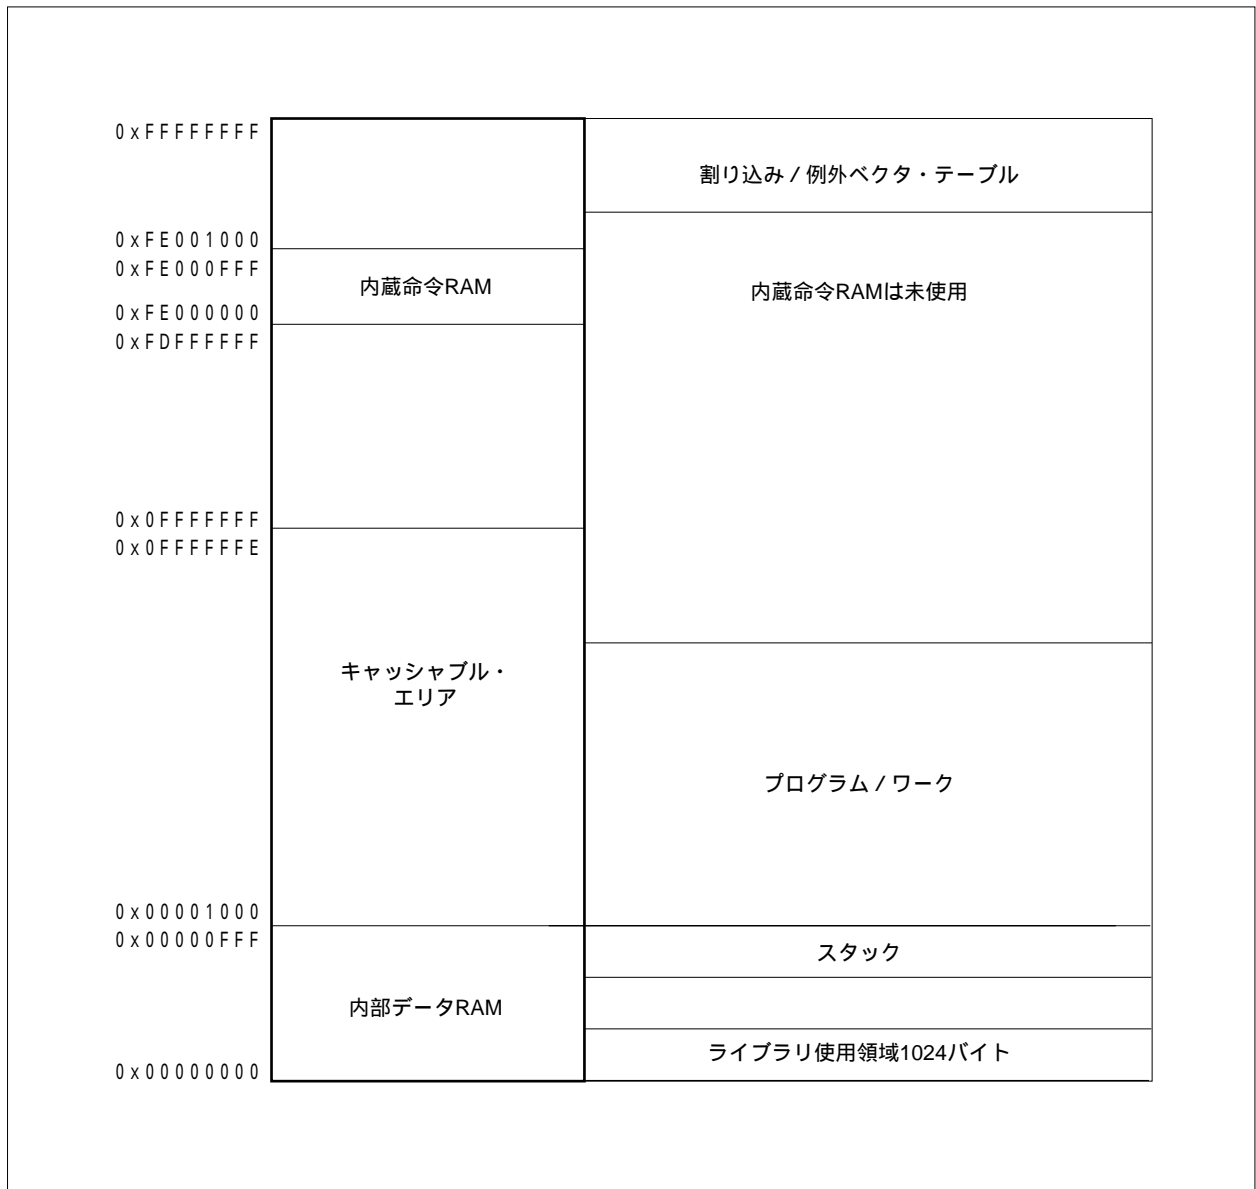 0xFFFFFFFF
割り込み / 例外ベクタ・テーブル
0xFE001000
0xFE000FFF
内蔵命令RAM
内蔵命令RAMは未使用
0xFE000000
0xFDFFFFFF
0x0FFFFFFF
0x0FFFFFFE
キャッシャブル・
エリア
プログラム / ワーク
0x00001000
0x00000FFF
スタック
内部データRAM
ライブラリ使用領域1024バイト
0x00000000